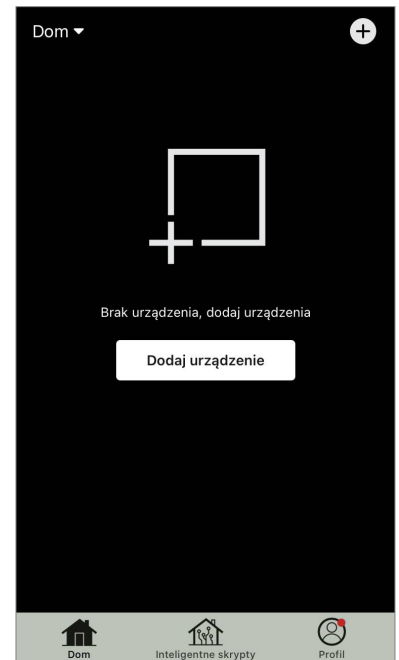 Dom
Brak urządzenia, dodaj urządzenia
Dodaj urządzenie
Dom
Inteligentne skrypty
Profil